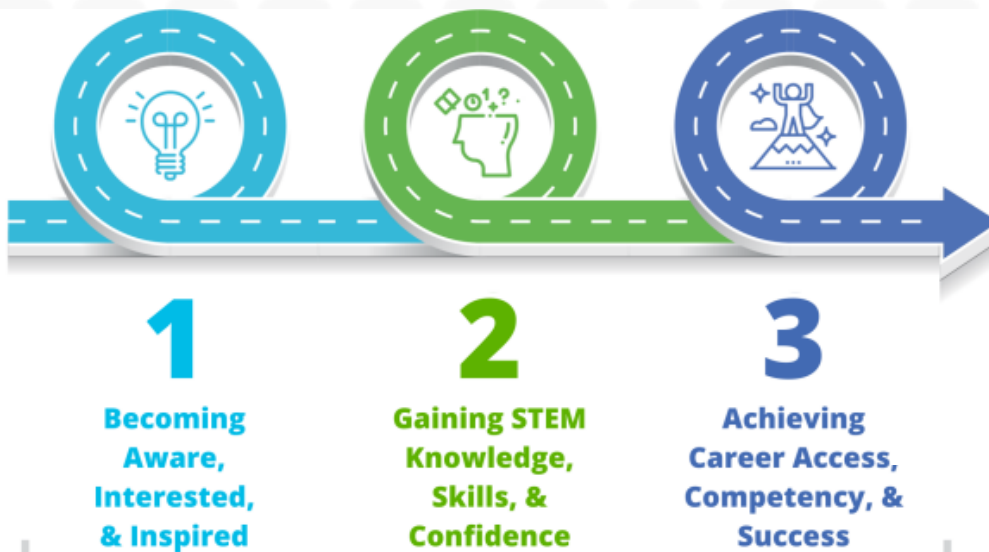 1
Becoming
Aware,
Interested,
& Inspired
2
Gaining STEM
Knowledge,
Skills, &
Confidence
3
Achieving
Career Access,
Competency, &
Success